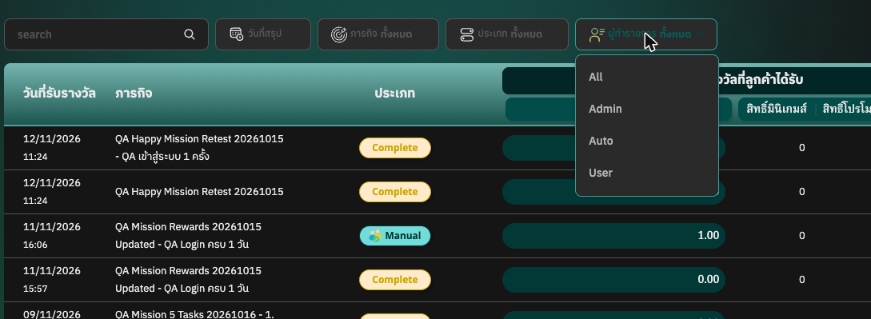 search
วันที่สรุป
ภารกิจ ทั้งหมด
ประเภท ทั้งหมด
ทั้งหมด
All
Admin
Auto
User
วันที่รับรางวัล ภารกิจ ประเภท
วัลที่ลูกค้าได้รับ
สิทธิ์มินิเกมส์
12/11/2026 QA Happy Mission Retest 20261015
11:24 - QA เข้าสู่ระบบ 1 ครั้ง Complete 0
12/11/2026
11:24 QA Happy Mission Retest 20261015 Complete 0
11/11/2026 QA Mission Rewards 20261015
16:06 Updated - QA Login ครบ 1 วัน Manual 1.00 0
11/11/2026 QA Mission Rewards 20261015
15:57 Updated - QA Login ครบ 1 วัน Complete 0.00 0
09/11/2026 QA Mission 5 Tasks 20261016 - 1.